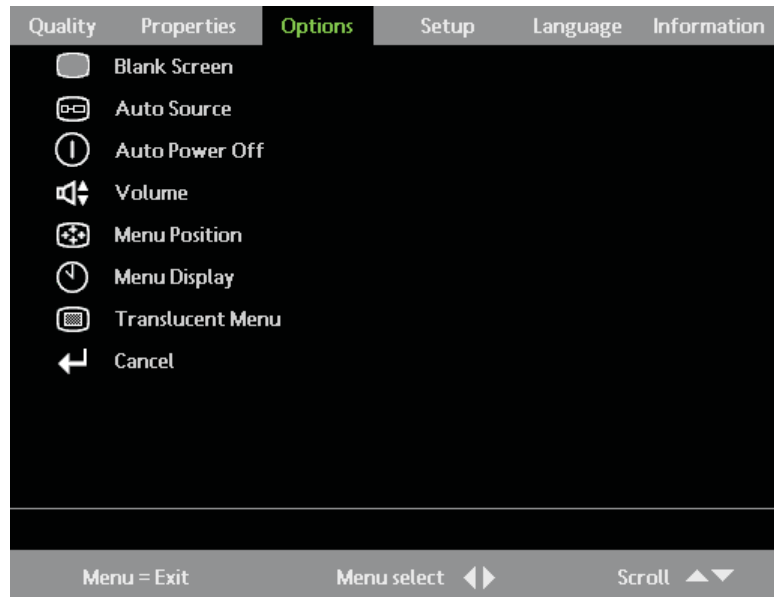 Quality Properties Options Setup Language Information
Blank Screen
Auto Source
Auto Power Off
Volume
Menu Position
Menu Display
Translucent Menu
Cancel
Menu = Exit Menu select Scroll